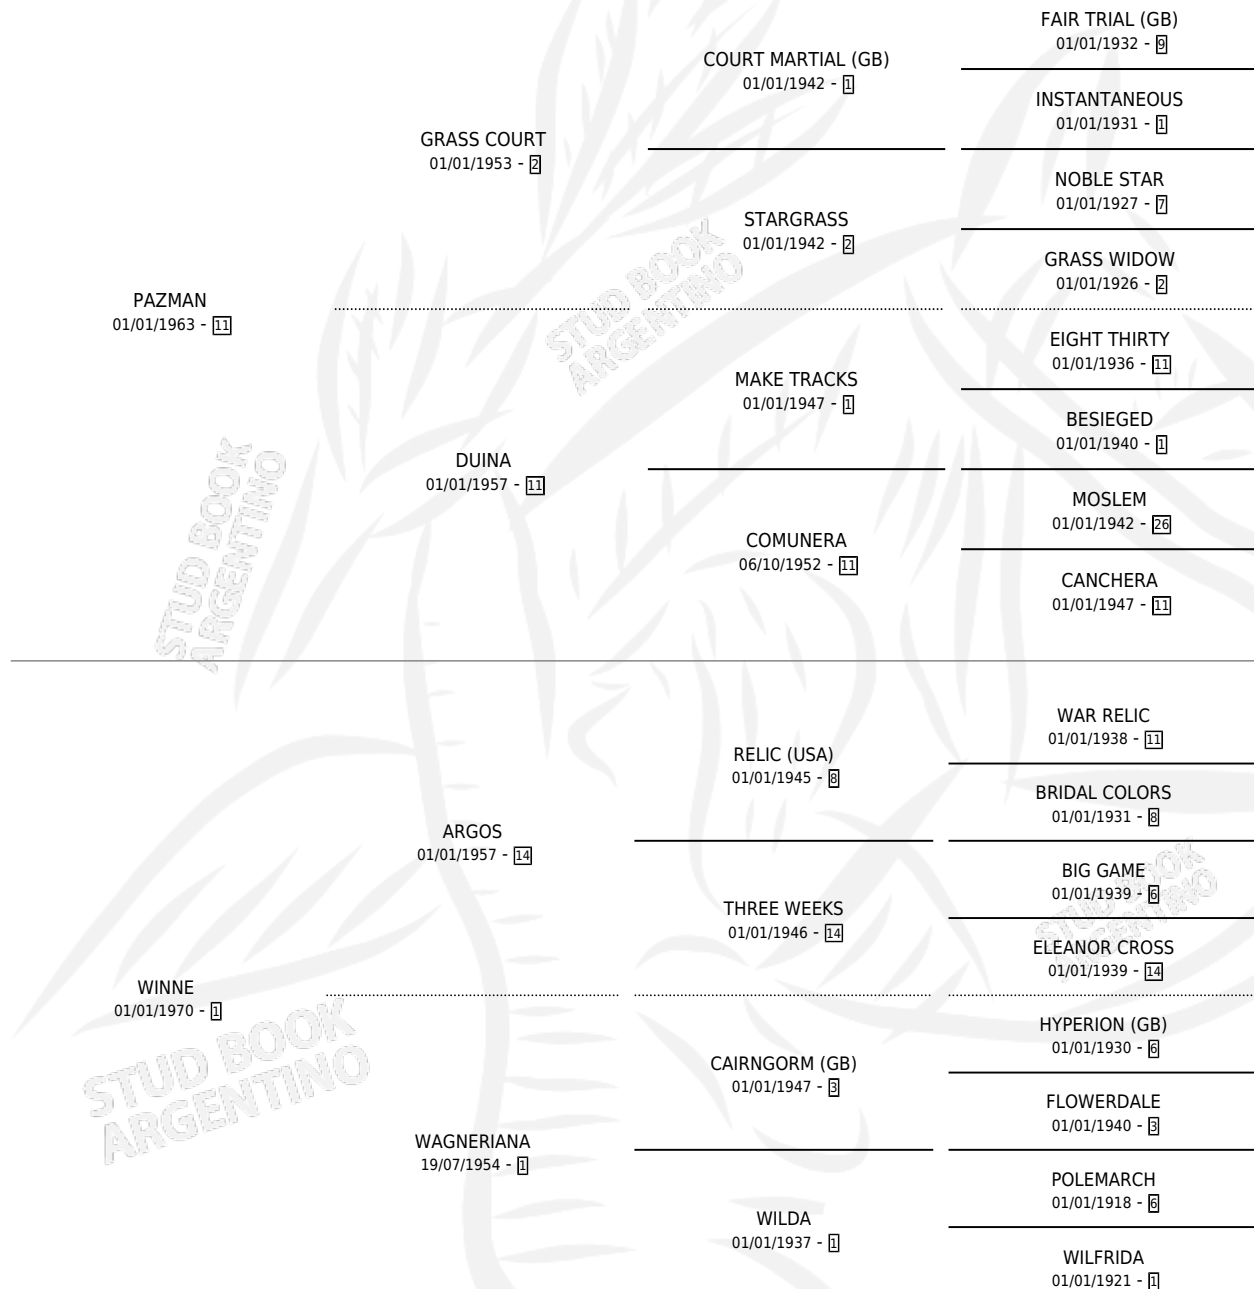 PAZMAN
01/01/1963 - 11
GRASS COURT
01/01/1953 - 2
DUINA
01/01/1957 - 11
COURT MARTIAL (GB)
01/01/1942 - 1
STARGRASS
01/01/1942 - 2
MAKE TRACKS
01/01/1947 - 1
COMUNERA
06/10/1952 - 11
FAIR TRIAL (GB)
01/01/1932 - 9
INSTANTANEOUS
01/01/1931 - 1
NOBLE STAR
01/01/1927 - 7
GRASS WIDOW
01/01/1926 - 2
EIGHT THIRTY
01/01/1936 - 11
BESIEGED
01/01/1940 - 1
MOSLEM
01/01/1942 - 26
CANCHERA
01/01/1947 - 11
WINNE
01/01/1970 - 1
ARGOS
01/01/1957 - 14
WAGNERIANA
19/07/1954 - 1
RELIC (USA)
01/01/1945 - 8
THREE WEEKS
01/01/1946 - 14
CAIRNGORM (GB)
01/01/1947 - 3
WILDA
01/01/1937 - 1
WAR RELIC
01/01/1938 - 11
BRIDAL COLORS
01/01/1931 - 8
BIG GAME
01/01/1939 - 6
ELEANOR CROSS
01/01/1939 - 14
HYPERION (GB)
01/01/1930 - 6
FLOWERDALE
01/01/1940 - 3
POLEMARCH
01/01/1918 - 6
WILFRIDA
01/01/1921 - 1
STUD BOOK
ARGENTINO
STUD BOOK
ARGENTINO
STUD BOOK
ARGENTINO
STUD BOOK
ARGENTINO